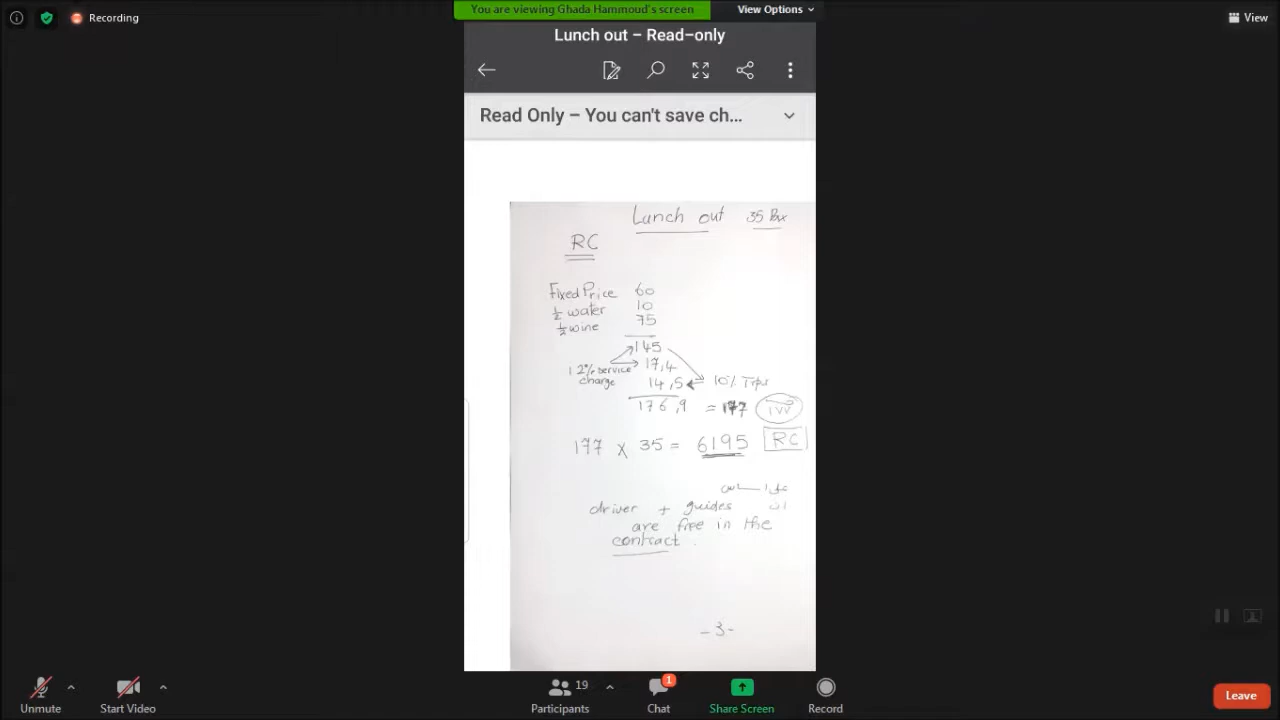 Recording
You are viewing Ghada Hammoud's screen
View Options
View
Lunch out – Read-only
Read Only – You can't save ch...
Lunch out 35 Pax
RC
Fixed Price 60
½ water 10
½ wine 75
145
12% service 17,4
charge 14,5 10% Tips
176,9 = 177 ١٧٧
177 x 35 = 6195 RC
driver + guides
are free in the
contract.
-3-
Unmute
Start Video
19
Participants
1
Chat
Share Screen
Record
Leave